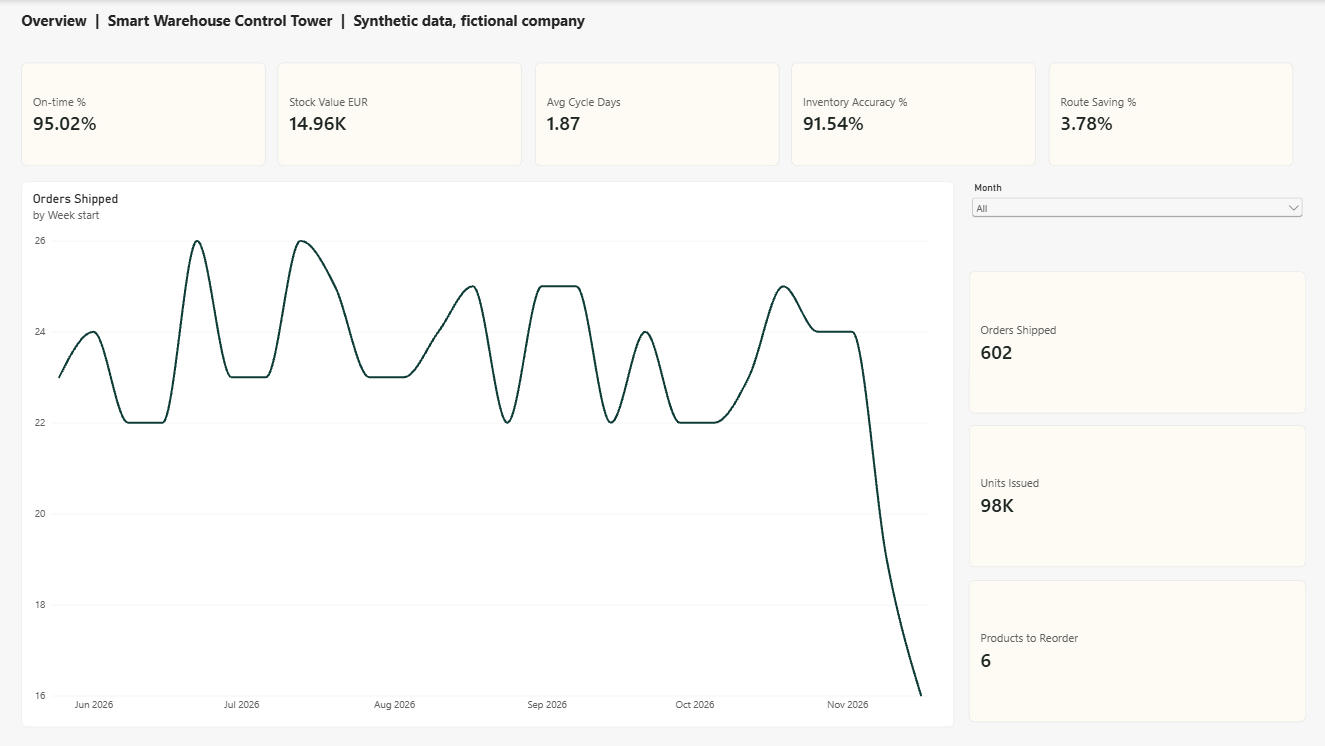 Overview | Smart Warehouse Control Tower | Synthetic data, fictional company
On-time %
95.02%
Stock Value EUR
14.96K
Avg Cycle Days
1.87
Inventory Accuracy %
91.54%
Route Saving %
3.78%
Orders Shipped
by Week start
26
24
22
20
18
16
Jun 2026
Jul 2026
Aug 2026
Sep 2026
Oct 2026
Nov 2026
Month
All
Orders Shipped
602
Units Issued
98K
Products to Reorder
6